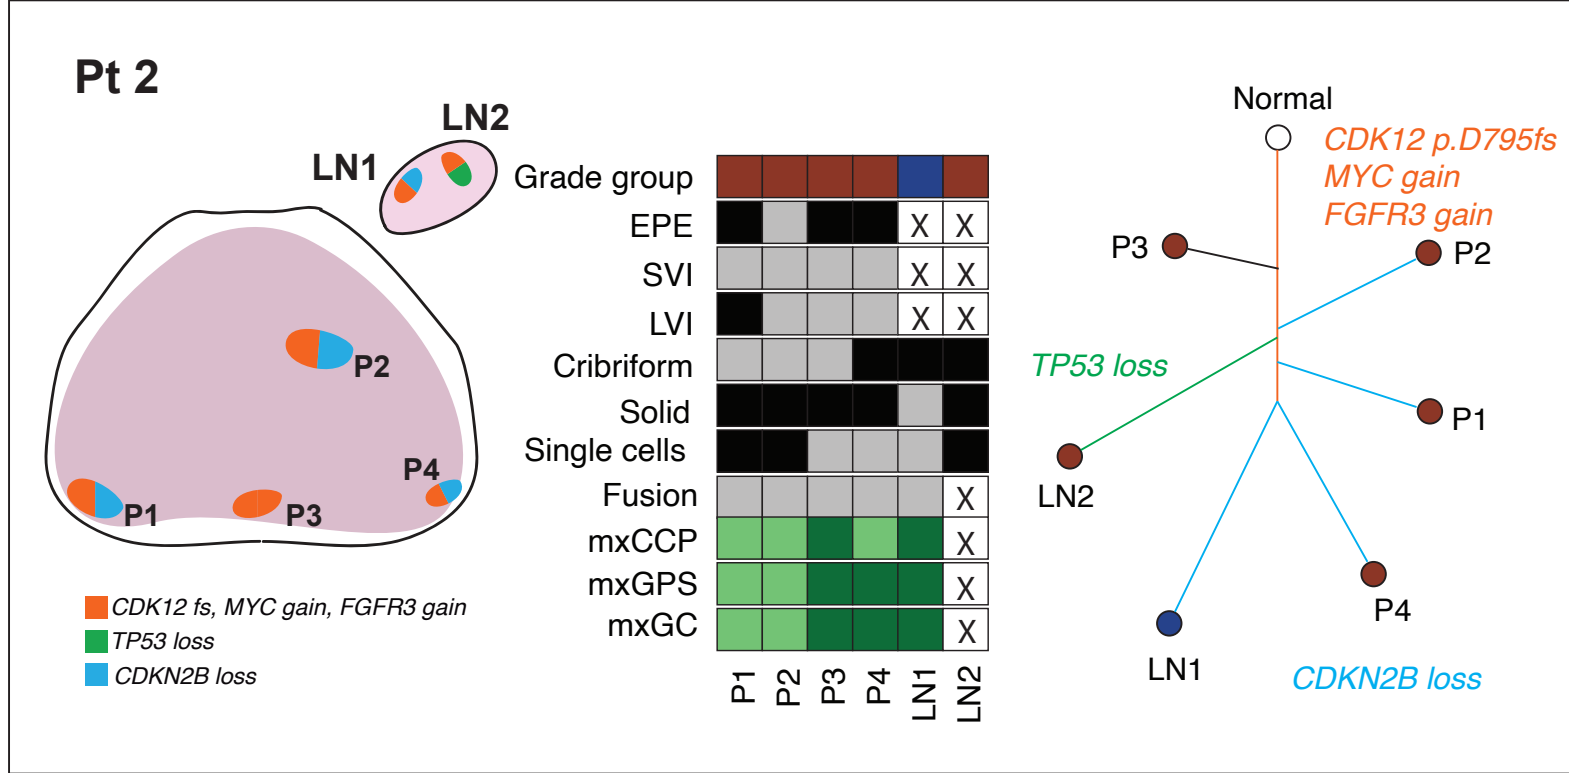 Pt 2
LN2
LN1
P2
P4
P1
P3
CDK12 fs, MYC gain, FGFR3 gain
TP53 loss
CDKN2B loss
Grade group
EPE
X X
SVI
X X
LVI
X X
Cribriform
Solid
Single cells
Fusion
X
mxCCP
X
mxGPS
X
mxGC
X
P1 P2 P3 P4 LN1 LN2
Normal
CDK12 p.D795fs
MYC gain
FGFR3 gain
P3
P2
TP53 loss
P1
LN2
P4
LN1
CDKN2B loss